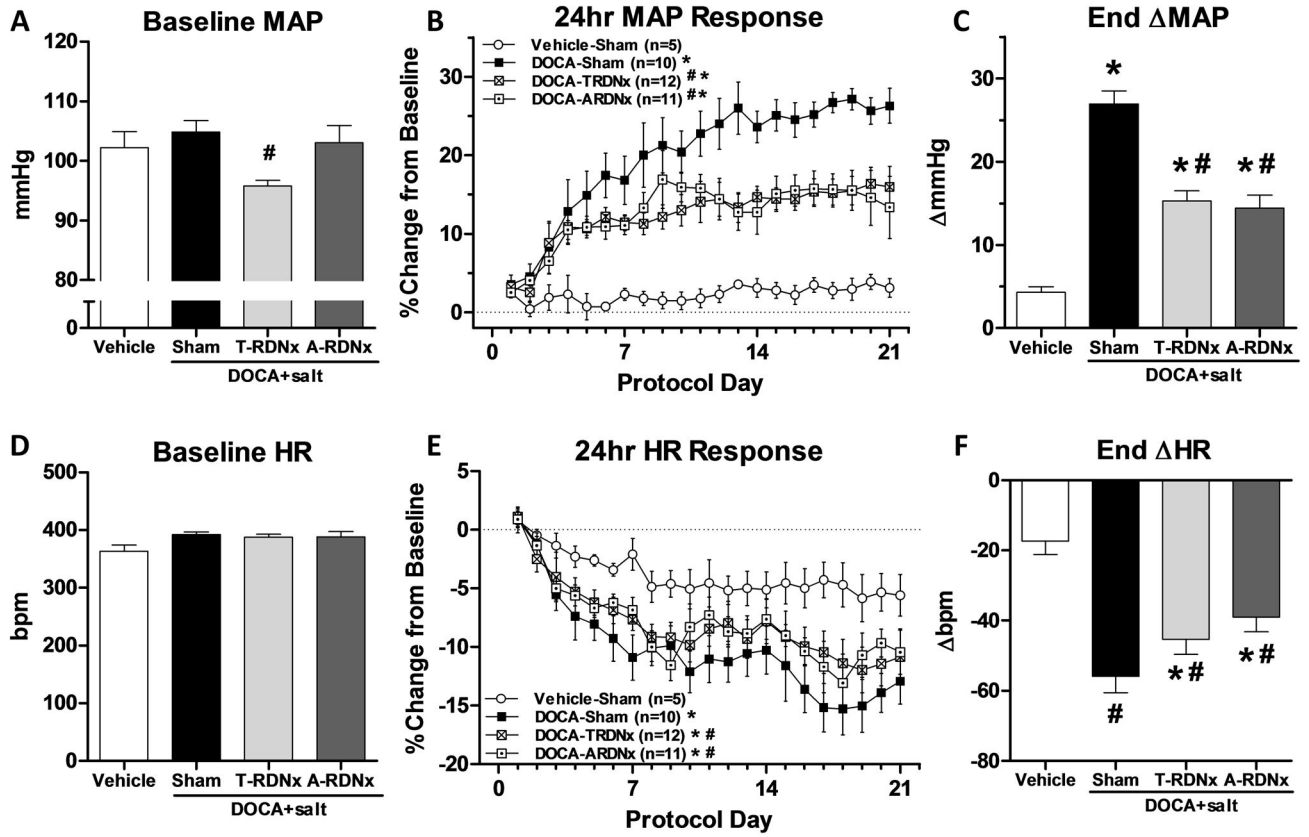 A
Baseline MAP
mmHg
120
110
100
90
80
0
#
Vehicle
Sham
T-RDNx
A-RDNx
DOCA+salt
B
24hr MAP Response
%Change from Baseline
30
20
10
0
Vehicle-Sham (n=5)
DOCA-Sham (n=10) *
DOCA-TRDNx (n=12) # *
DOCA-ARDNx (n=11) # *
0
7
14
21
Protocol Day
C
End ΔMAP
ΔmmHg
30
20
10
0
*
* #
* #
Vehicle
Sham
T-RDNx
A-RDNx
DOCA+salt
D
Baseline HR
bpm
500
400
300
200
100
0
Vehicle
Sham
T-RDNx
A-RDNx
DOCA+salt
E
24hr HR Response
%Change from Baseline
5
0
-5
-10
-15
-20
Vehicle-Sham (n=5)
DOCA-Sham (n=10) *
DOCA-TRDNx (n=12) * #
DOCA-ARDNx (n=11) * #
0
7
14
21
Protocol Day
F
End ΔHR
Δbpm
0
-20
-40
-60
-80
#
* #
* #
Vehicle
Sham
T-RDNx
A-RDNx
DOCA+salt